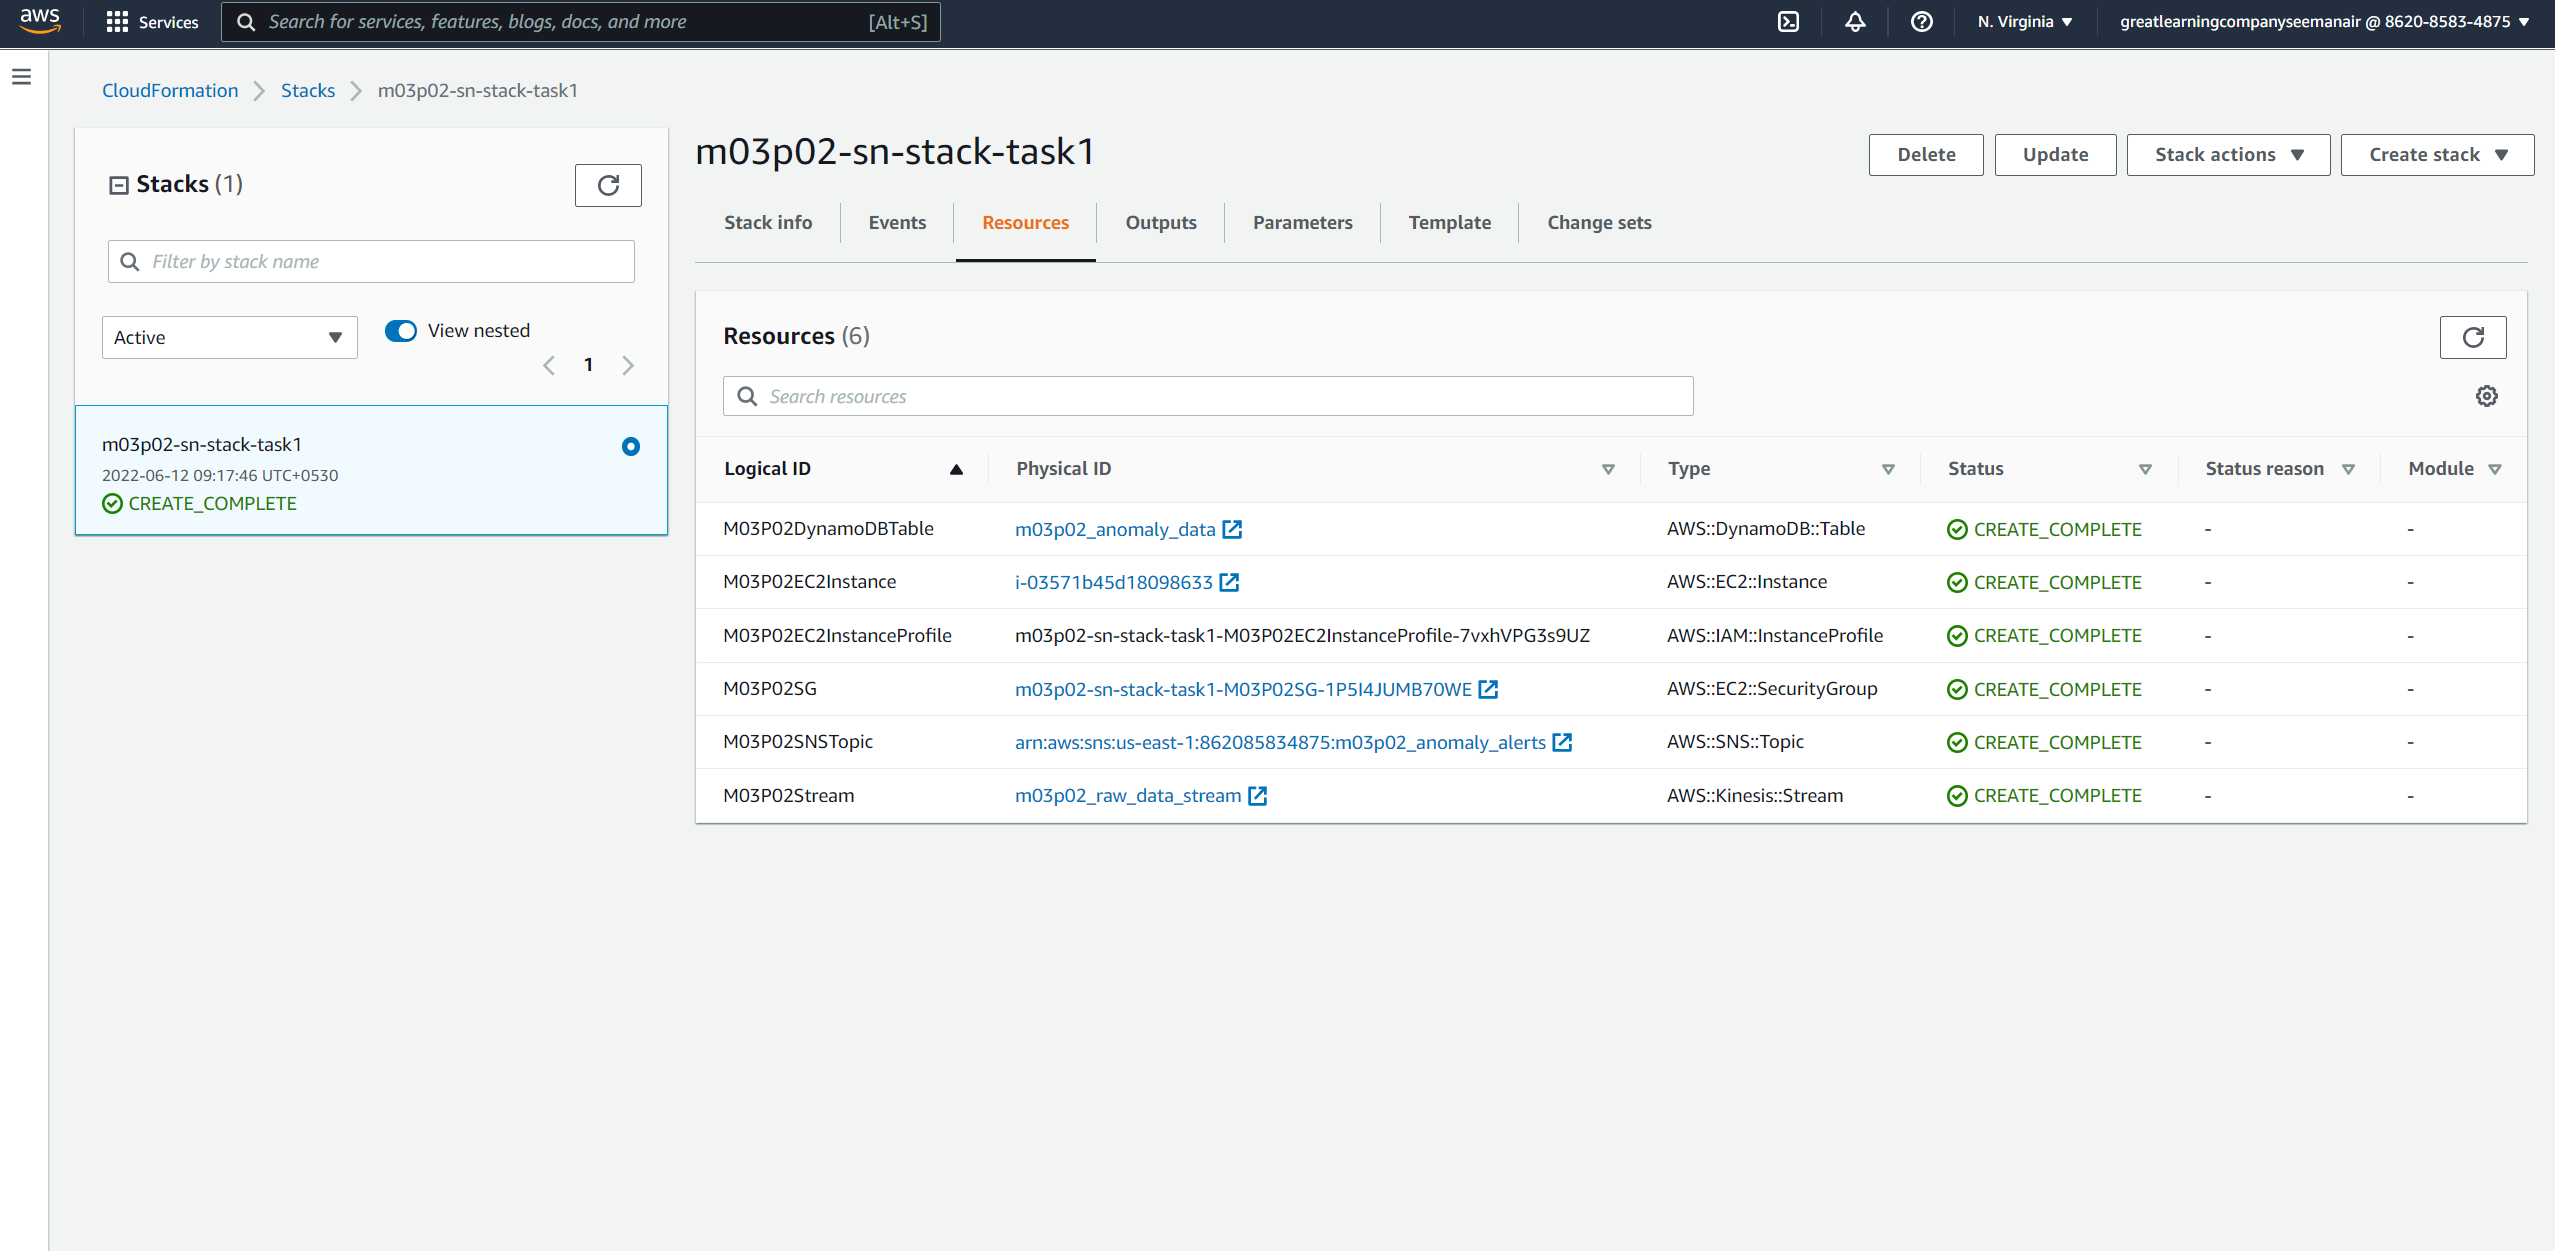 aws Services Search for services, features, blogs, docs, and more [Alt+S] N. Virginia greatlearningcompanyseemanair @ 8620-8583-4875
CloudFormation Stacks m03p02-sn-stack-task1
Stacks (1)
Filter by stack name
Active View nested
1
m03p02-sn-stack-task1
2022-06-12 09:17:46 UTC+0530
CREATE_COMPLETE
m03p02-sn-stack-task1
Delete Update Stack actions Create stack
Stack info Events Resources Outputs Parameters Template Change sets
Resources (6)
Search resources
Logical ID Physical ID Type Status Status reason Module
M03P02DynamoDBTable m03p02_anomaly_data AWS::DynamoDB::Table CREATE_COMPLETE - -
M03P02EC2Instance i-03571b45d18098633 AWS::EC2::Instance CREATE_COMPLETE - -
M03P02EC2InstanceProfile m03p02-sn-stack-task1-M03P02EC2InstanceProfile-7vxhVPG3s9UZ AWS::IAM::InstanceProfile CREATE_COMPLETE - -
M03P02SG m03p02-sn-stack-task1-M03P02SG-1P5I4JUMB70WE AWS::EC2::SecurityGroup CREATE_COMPLETE - -
M03P02SNSTopic arn:aws:sns:us-east-1:862085834875:m03p02_anomaly_alerts AWS::SNS::Topic CREATE_COMPLETE - -
M03P02Stream m03p02_raw_data_stream AWS::Kinesis::Stream CREATE_COMPLETE - -